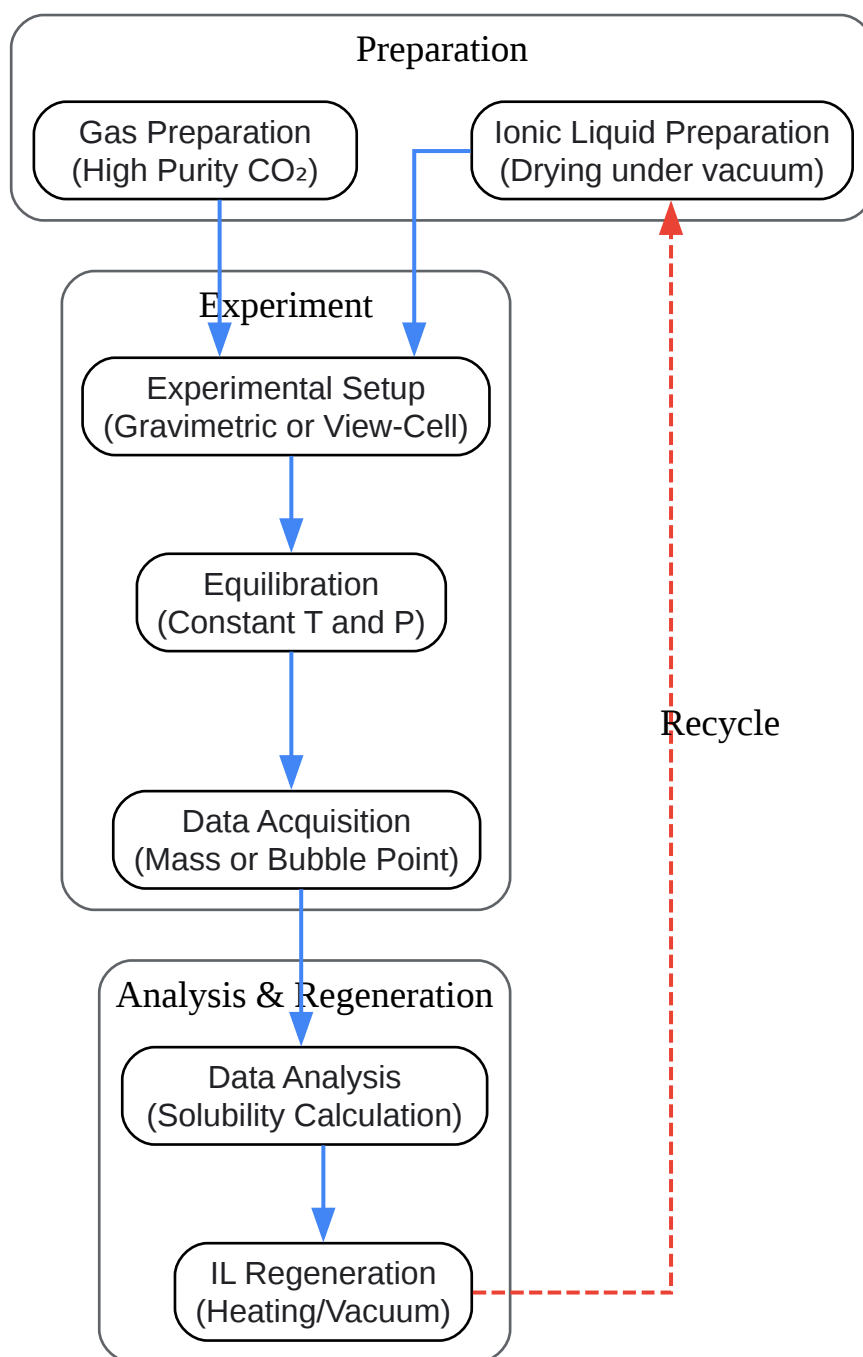 Preparation
Gas Preparation
(High Purity CO₂)
Ionic Liquid Preparation
(Drying under vacuum)
Experiment
Experimental Setup
(Gravimetric or View-Cell)
Equilibration
(Constant T and P)
Recycle
Data Acquisition
(Mass or Bubble Point)
Analysis & Regeneration
Data Analysis
(Solubility Calculation)
IL Regeneration
(Heating/Vacuum)